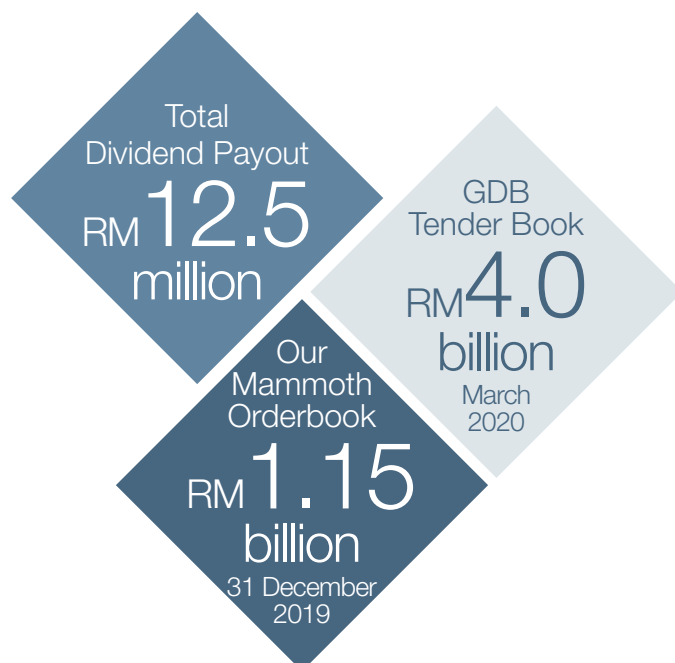 Total
Dividend Payout
RM12.5
million
GDB
Tender Book
RM4.0
billion
March
2020
Our
Mammoth
Orderbook
RM1.15
billion
31 December
2019